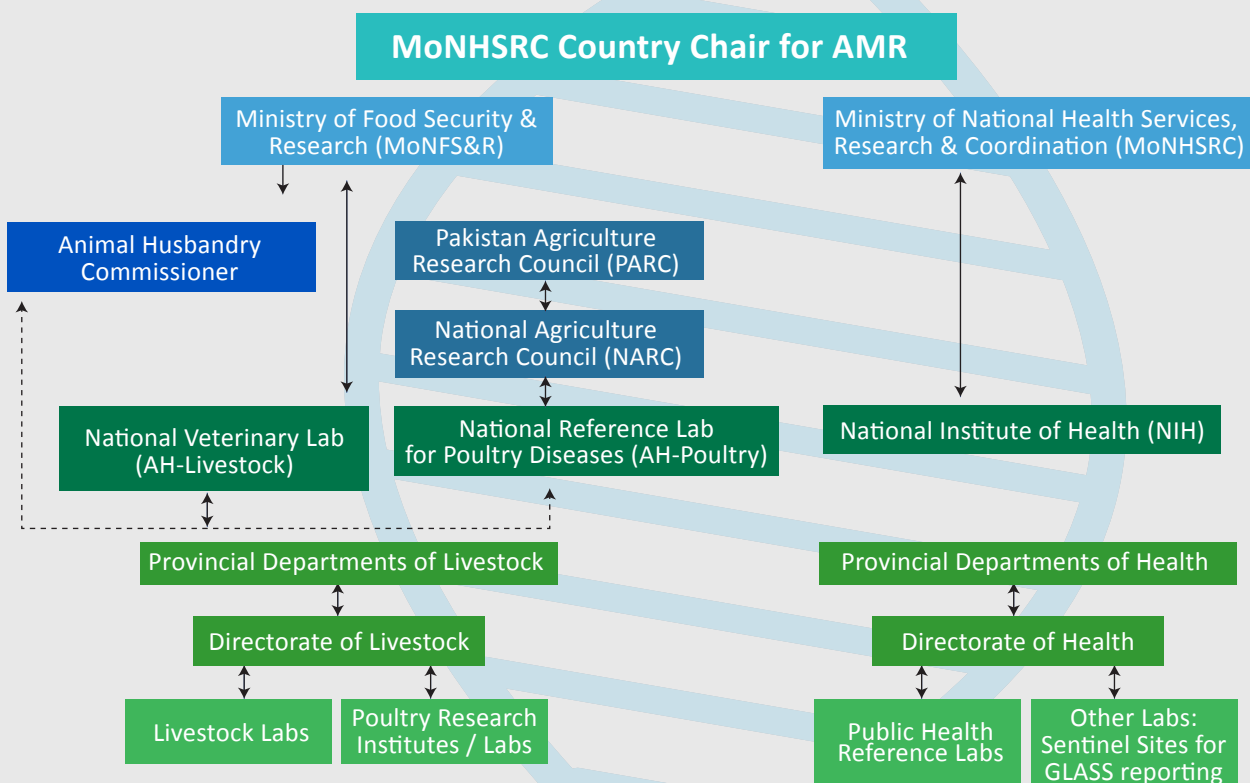 MoNHSRC Country Chair for AMR
Ministry of Food Security &
Research (MoNFS&R)
Ministry of National Health Services,
Research & Coordination (MoNHSRC)
Animal Husbandry
Commissioner
Pakistan Agriculture
Research Council (PARC)
National Agriculture
Research Council (NARC)
National Veterinary Lab
(AH-Livestock)
National Reference Lab
for Poultry Diseases (AH-Poultry)
National Institute of Health (NIH)
Provincial Departments of Livestock
Provincial Departments of Health
Directorate of Livestock
Directorate of Health
Livestock Labs
Poultry Research
Institutes / Labs
Public Health
Reference Labs
Other Labs:
Sentinel Sites for
GLASS reporting